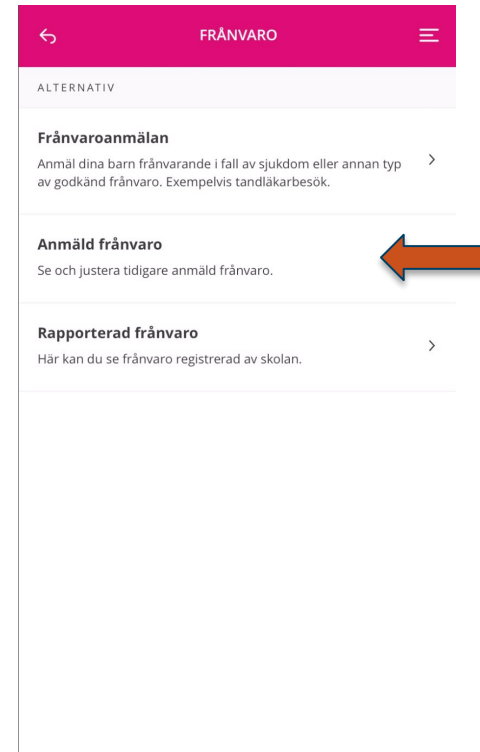 FRÅNVARO
ALTERNATIV
Frånvaroanmälan
Anmäl dina barn frånvarande i fall av sjukdom eller annan typ
av godkänd frånvaro. Exempelvis tandläkarbesök.
Anmäld frånvaro
Se och justera tidigare anmäld frånvaro.
Rapporterad frånvaro
Här kan du se frånvaro registrerad av skolan.